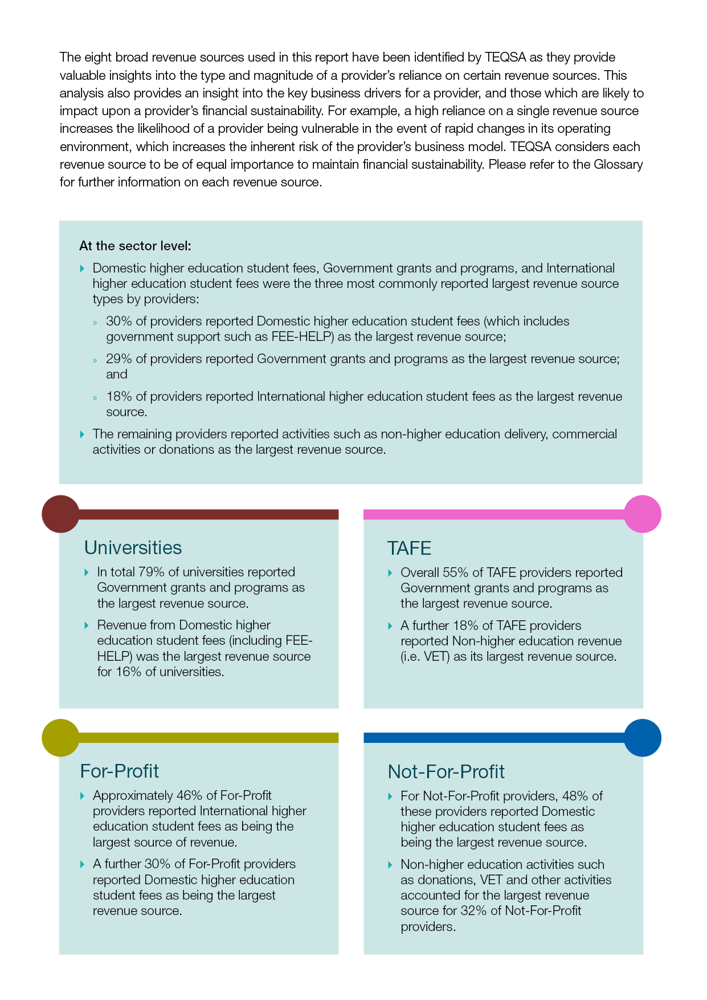 The eight broad revenue sources used in this report have been identified by TEQSA as they provide
valuable insights into the type and magnitude of a provider’s reliance on certain revenue sources. This
analysis also provides an insight into the key business drivers for a provider, and those which are likely to
impact upon a provider’s financial sustainability. For example, a high reliance on a single revenue source
increases the likelihood of a provider being vulnerable in the event of rapid changes in its operating
environment, which increases the inherent risk of the provider’s business model. TEQSA considers each
revenue source to be of equal importance to maintain financial sustainability. Please refer to the Glossary
for further information on each revenue source.
At the sector level:
Domestic higher education student fees, Government grants and programs, and International
higher education student fees were the three most commonly reported largest revenue source
types by providers:
» 30% of providers reported Domestic higher education student fees (which includes
government support such as FEE-HELP) as the largest revenue source;
» 29% of providers reported Government grants and programs as the largest revenue source;
and
» 18% of providers reported International higher education student fees as the largest revenue
source.
The remaining providers reported activities such as non-higher education delivery, commercial
activities or donations as the largest revenue source.
Universities
In total 79% of universities reported
Government grants and programs as
the largest revenue source.
Revenue from Domestic higher
education student fees (including FEE-
HELP) was the largest revenue source
for 16% of universities.
TAFE
Overall 55% of TAFE providers reported
Government grants and programs as
the largest revenue source.
A further 18% of TAFE providers
reported Non-higher education revenue
(i.e. VET) as its largest revenue source.
For-Profit
Approximately 46% of For-Profit
providers reported International higher
education student fees as being the
largest source of revenue.
A further 30% of For-Profit providers
reported Domestic higher education
student fees as being the largest
revenue source.
Not-For-Profit
For Not-For-Profit providers, 48% of
these providers reported Domestic
higher education student fees as
being the largest revenue source.
Non-higher education activities such
as donations, VET and other activities
accounted for the largest revenue
source for 32% of Not-For-Profit
providers.